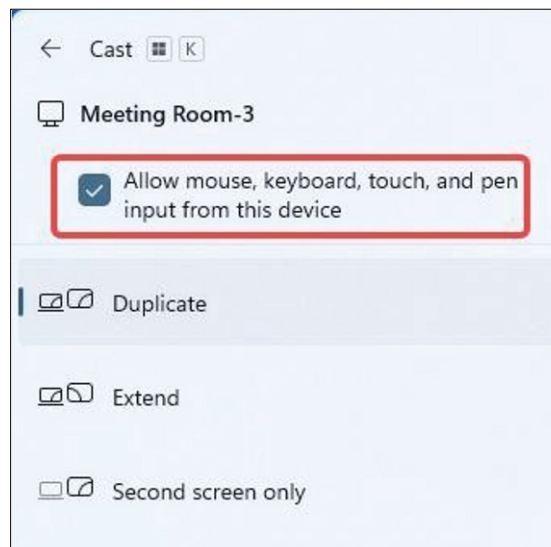 Cast K
Meeting Room-3
Allow mouse, keyboard, touch, and pen
input from this device
Duplicate
Extend
Second screen only